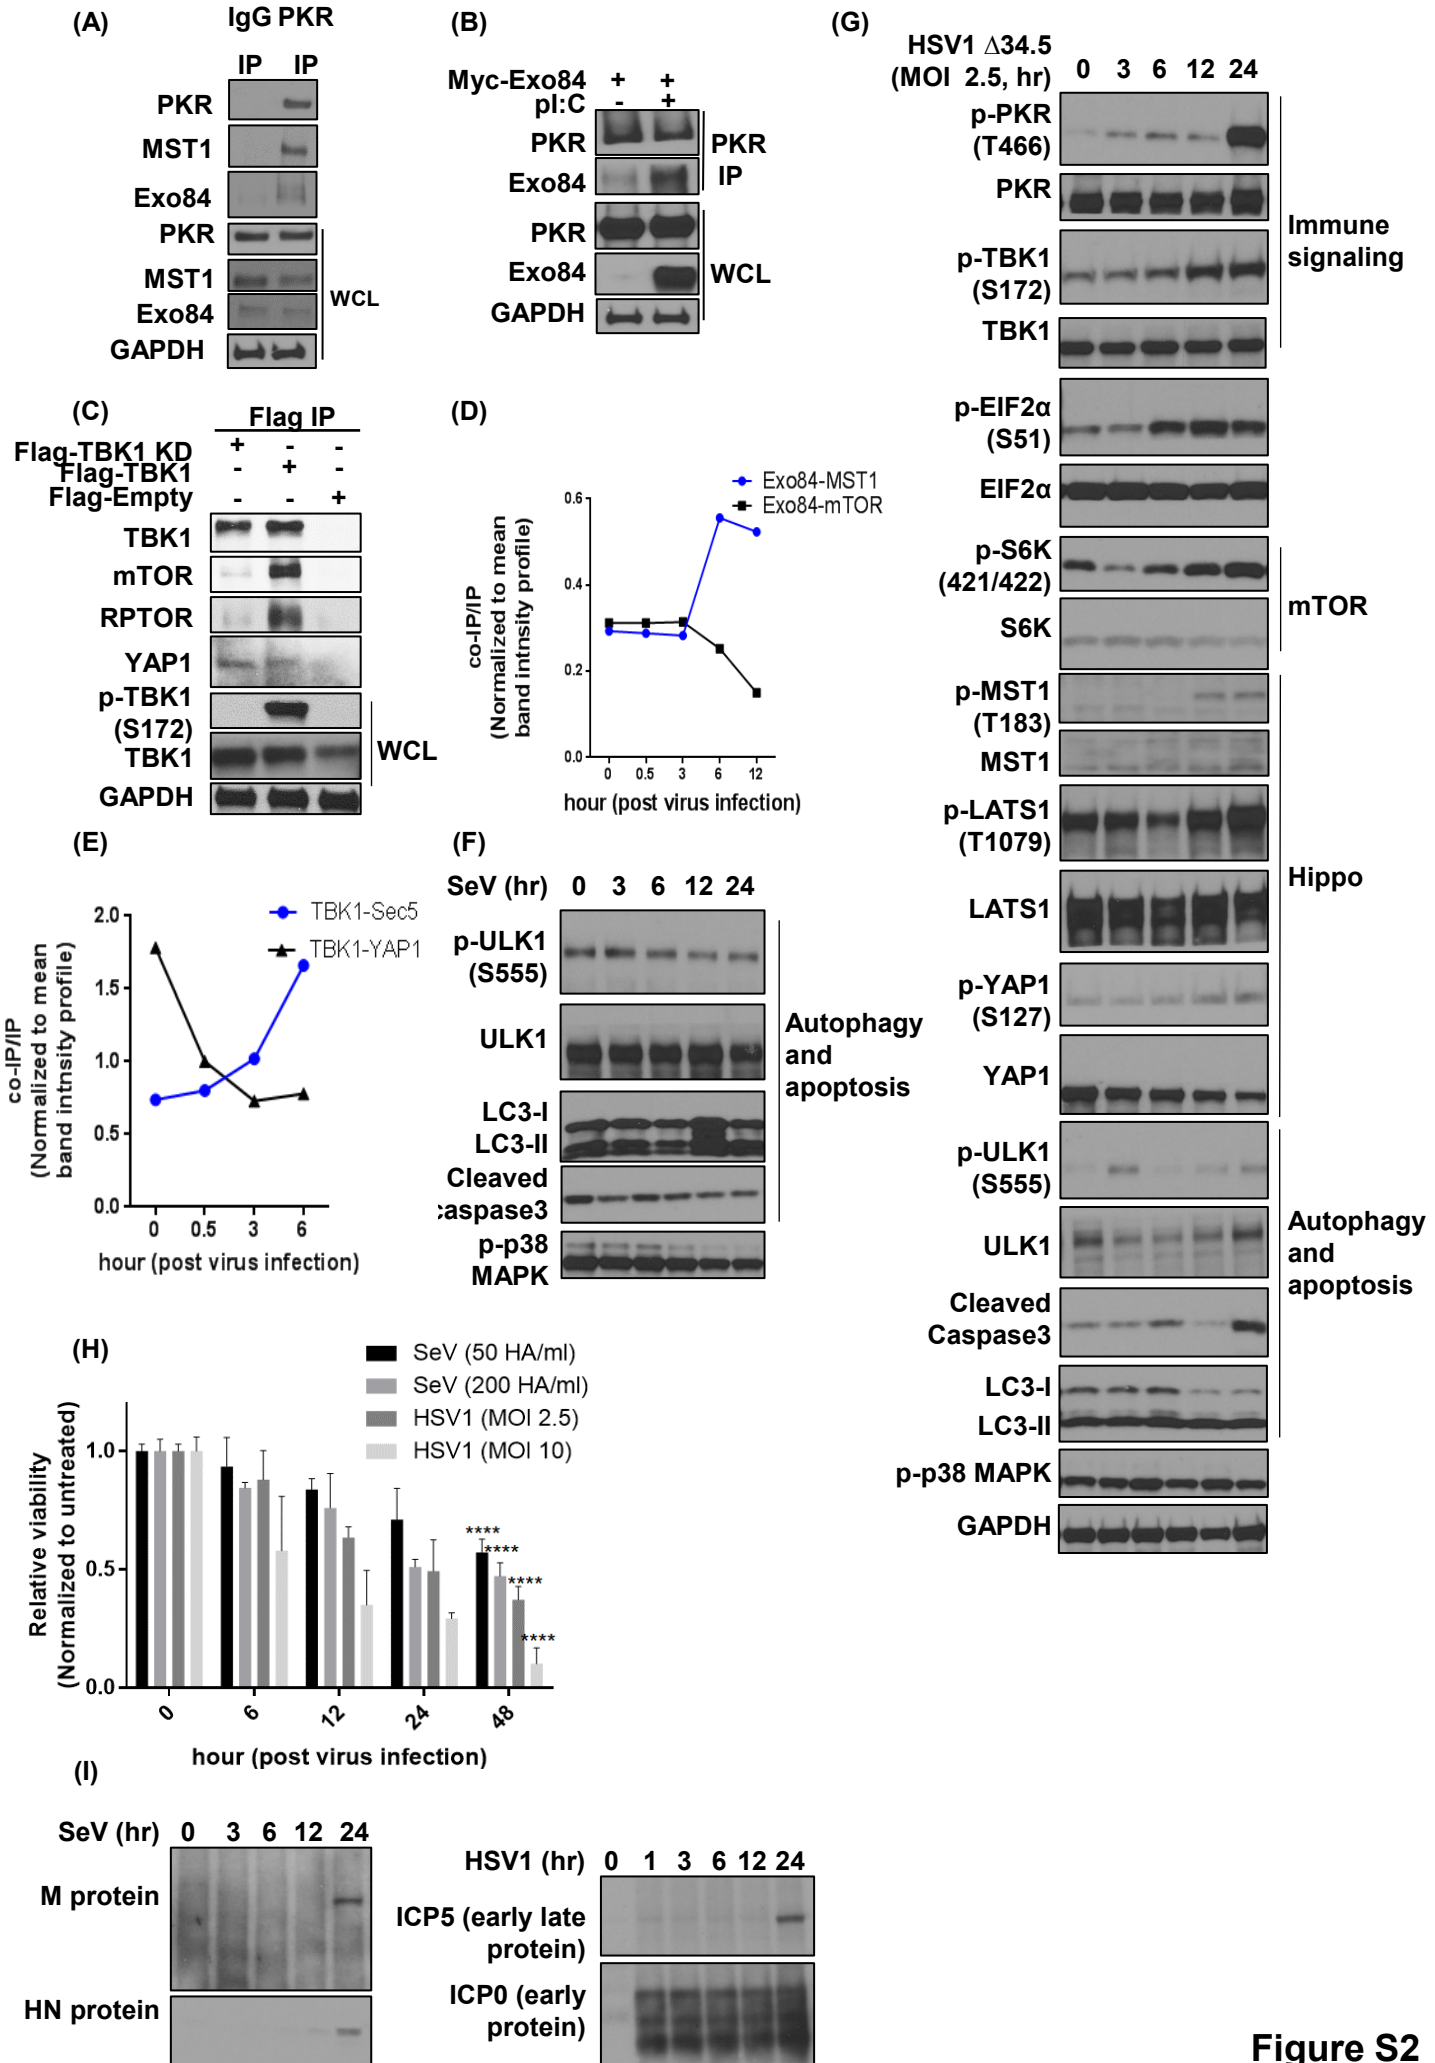 (A)
IgG PKR
IP IP
PKR
MST1
Exo84
PKR
MST1
Exo84
GAPDH
WCL
(B)
Myc-Exo84 + +
pI:C - +
PKR
Exo84
PKR
IP
PKR
Exo84
GAPDH
WCL
(C)
Flag IP
Flag-TBK1 KD + - -
Flag-TBK1 - + -
Flag-Empty - - +
TBK1
mTOR
RPTOR
YAP1
p-TBK1
(S172)
TBK1
GAPDH
WCL
(D)
Exo84-MST1
Exo84-mTOR
co-IP/IP
(Normalized to mean
band intnsity profile)
0.6
0.4
0.2
0.0
0 0.5 3 6 12
hour (post virus infection)
(E)
TBK1-Sec5
TBK1-YAP1
co-IP/IP
(Normalized to mean
band intnsity profile)
2.0
1.5
1.0
0.5
0.0
0 0.5 3 6
hour (post virus infection)
(F)
SeV (hr) 0 3 6 12 24
p-ULK1
(S555)
ULK1
LC3-I
LC3-II
Cleaved
caspase3
p-p38
MAPK
Autophagy
and
apoptosis
(G)
HSV1 Δ34.5
(MOI 2.5, hr) 0 3 6 12 24
p-PKR
(T466)
PKR
p-TBK1
(S172)
TBK1
Immune
signaling
p-EIF2α
(S51)
EIF2α
p-S6K
(421/422)
S6K
mTOR
p-MST1
(T183)
MST1
p-LATS1
(T1079)
LATS1
p-YAP1
(S127)
YAP1
Hippo
p-ULK1
(S555)
ULK1
Cleaved
Caspase3
LC3-I
LC3-II
Autophagy
and
apoptosis
p-p38 MAPK
GAPDH
(H)
SeV (50 HA/ml)
SeV (200 HA/ml)
HSV1 (MOI 2.5)
HSV1 (MOI 10)
Relative viability
(Normalized to untreated)
1.0
0.5
0.0
****
****
****
****
0 6 12 24 48
hour (post virus infection)
(I)
SeV (hr) 0 3 6 12 24
M protein
HN protein
HSV1 (hr) 0 1 3 6 12 24
ICP5 (early late
protein)
ICP0 (early
protein)
Figure S2